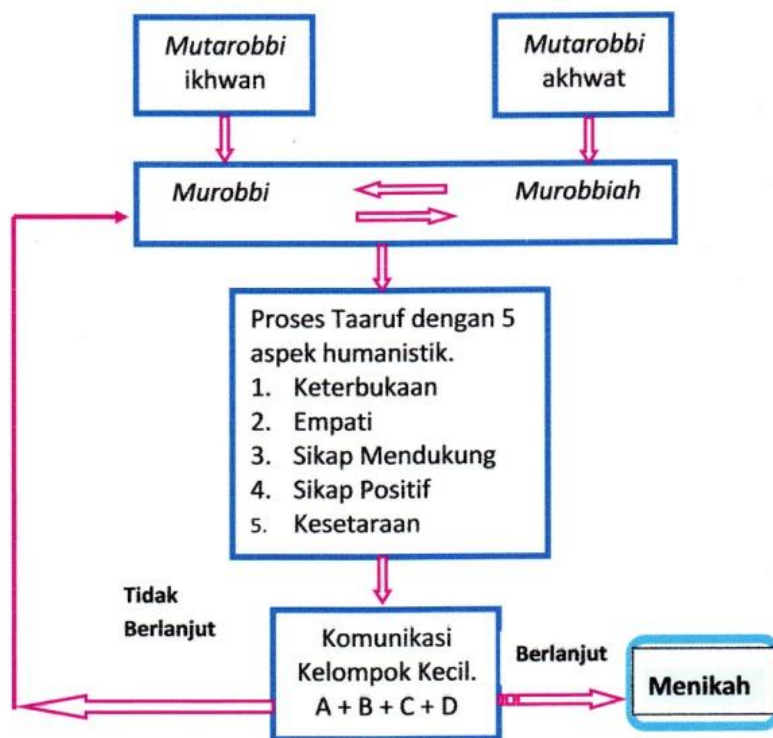 Mutarobbi
ikhwan
Mutarobbi
akhwat
Murobbi
Murobbiah
Proses Taaruf dengan 5
aspek humanistik.
1. Keterbukaan
2. Empati
3. Sikap Mendukung
4. Sikap Positif
5. Kesetaraan
Tidak
Berlanjut
Komunikasi
Kelompok Kecil.
A + B + C + D
Berlanjut
Menikah